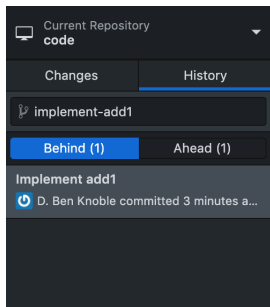 Current Repository
code
Changes
History
implement-add1
Behind (1)
Ahead (1)
Implement add1
D. Ben Knoble committed 3 minutes a...